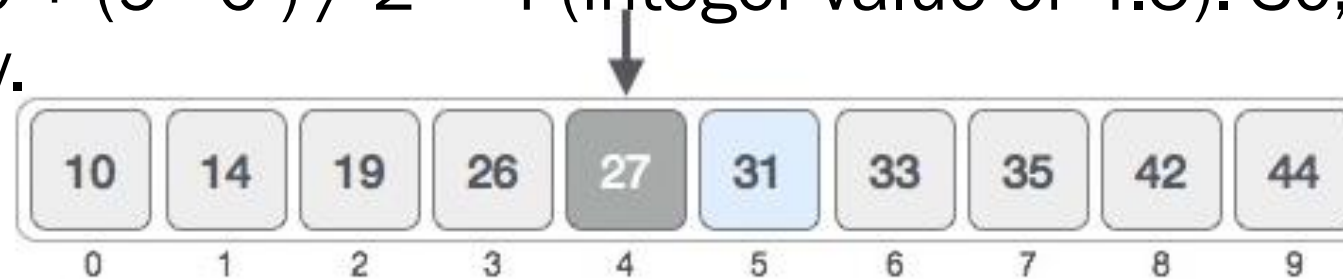 0 + (9 - 0 ) / 2 = 4 (integer value of 4.5). So,
10 14 19 26 27 31 33 35 42 44
0 1 2 3 4 5 6 7 8 9